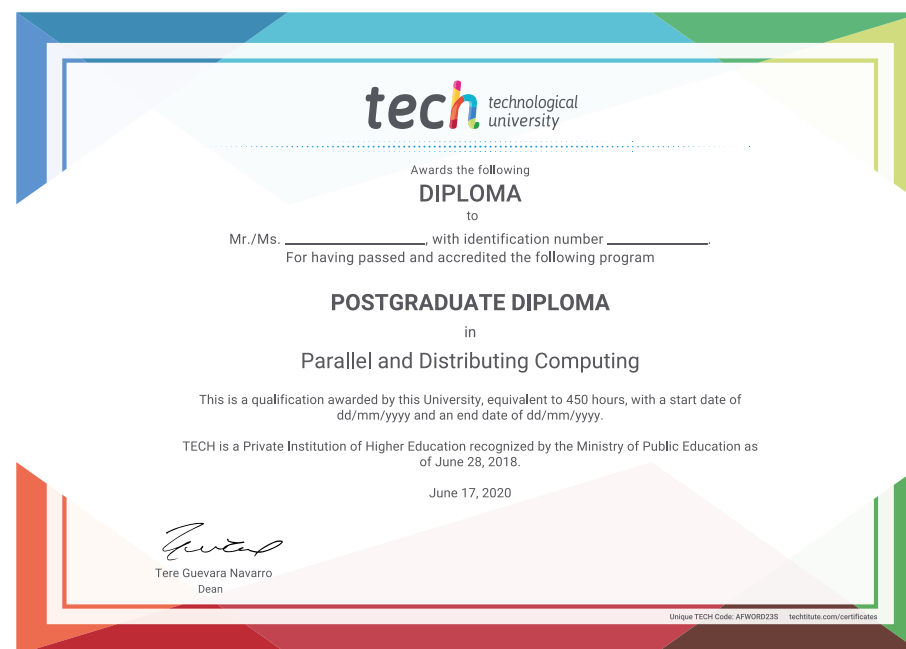 tech technological
university
Awards the following
DIPLOMA
to
Mr./Ms. ____________________, with identification number ______________.
For having passed and accredited the following program
POSTGRADUATE DIPLOMA
in
Parallel and Distributing Computing
This is a qualification awarded by this University, equivalent to 450 hours, with a start date of
dd/mm/yyyy and an end date of dd/mm/yyyy.
TECH is a Private Institution of Higher Education recognized by the Ministry of Public Education as
of June 28, 2018.
June 17, 2020
Tere Guevara Navarro
Dean
Unique TECH Code: AFWORD23S techtitute.com/certificates